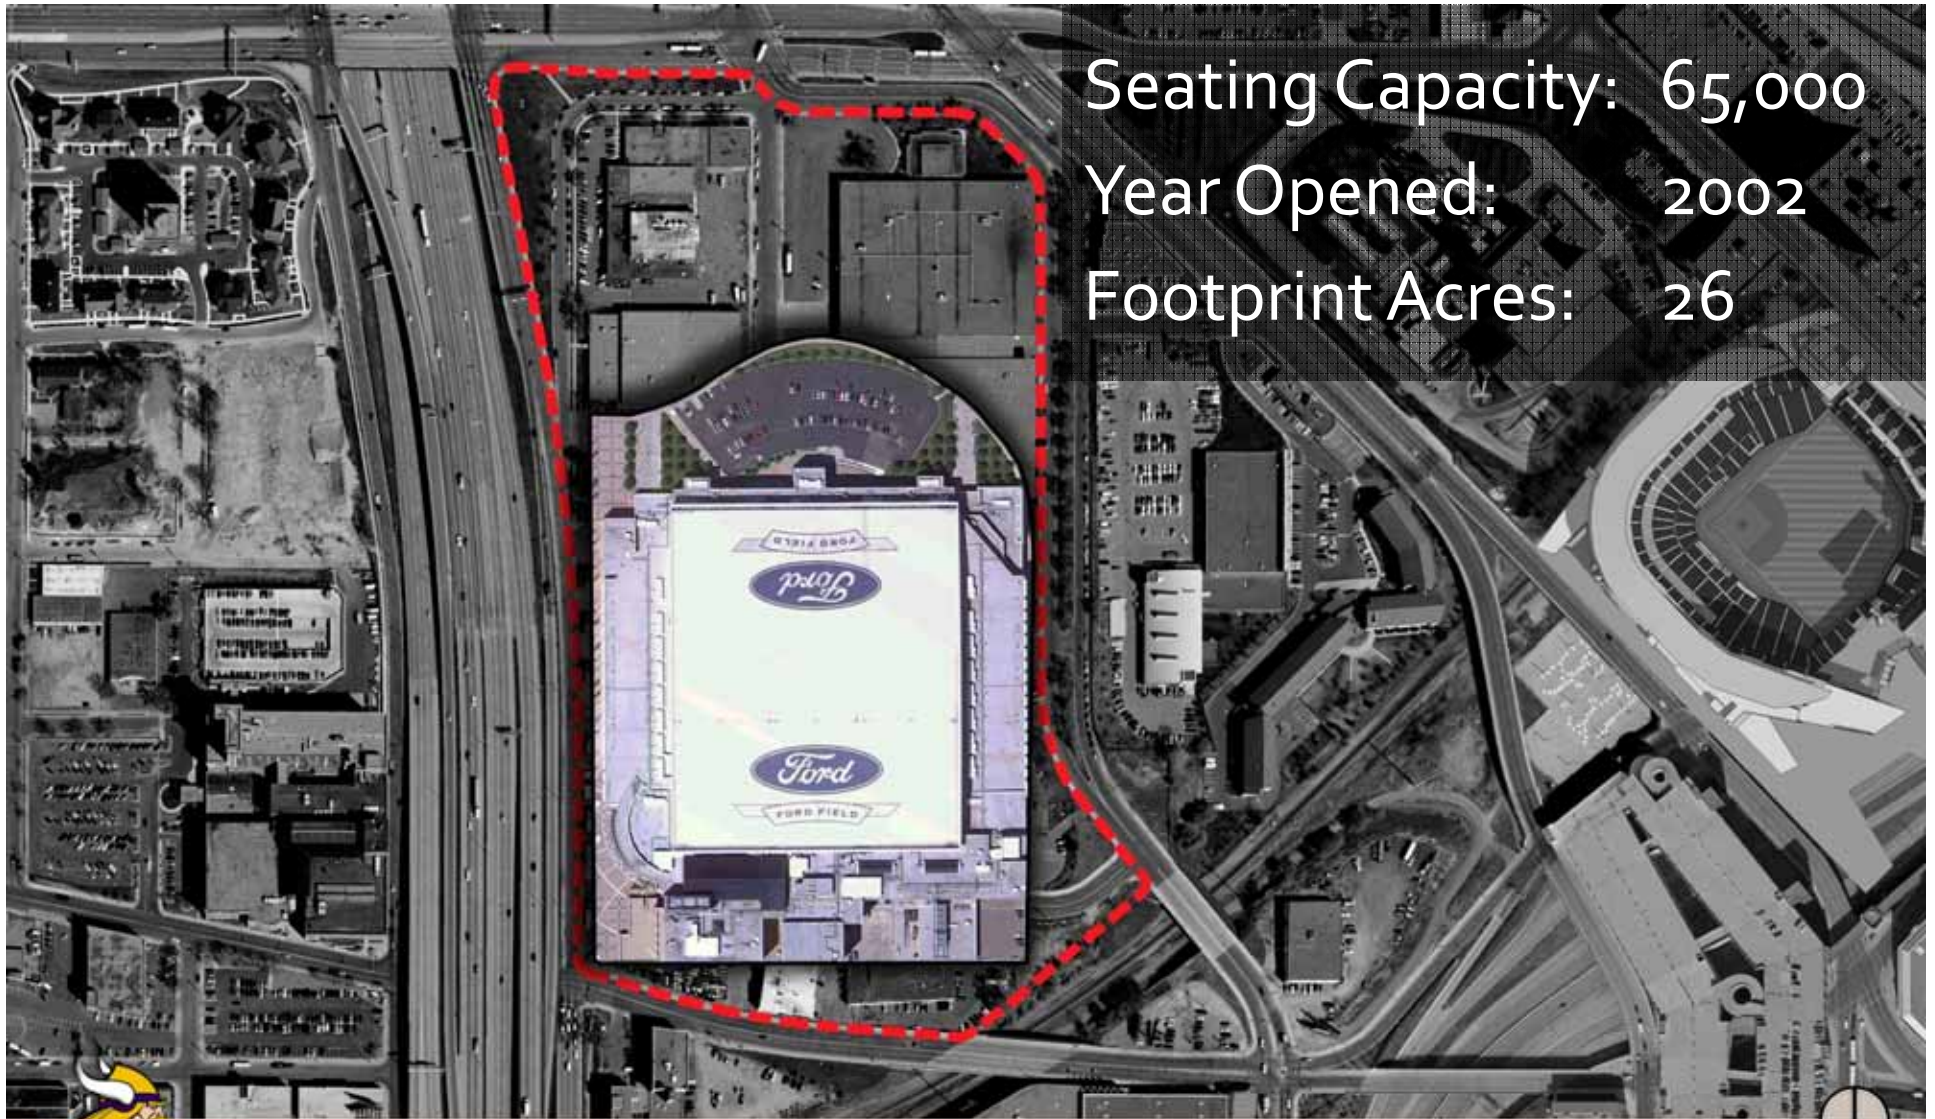 Seating Capacity: 65,000
Year Opened: 2002
Footprint Acres: 26
FORD FIELD
Ford
Ford
FORD FIELD